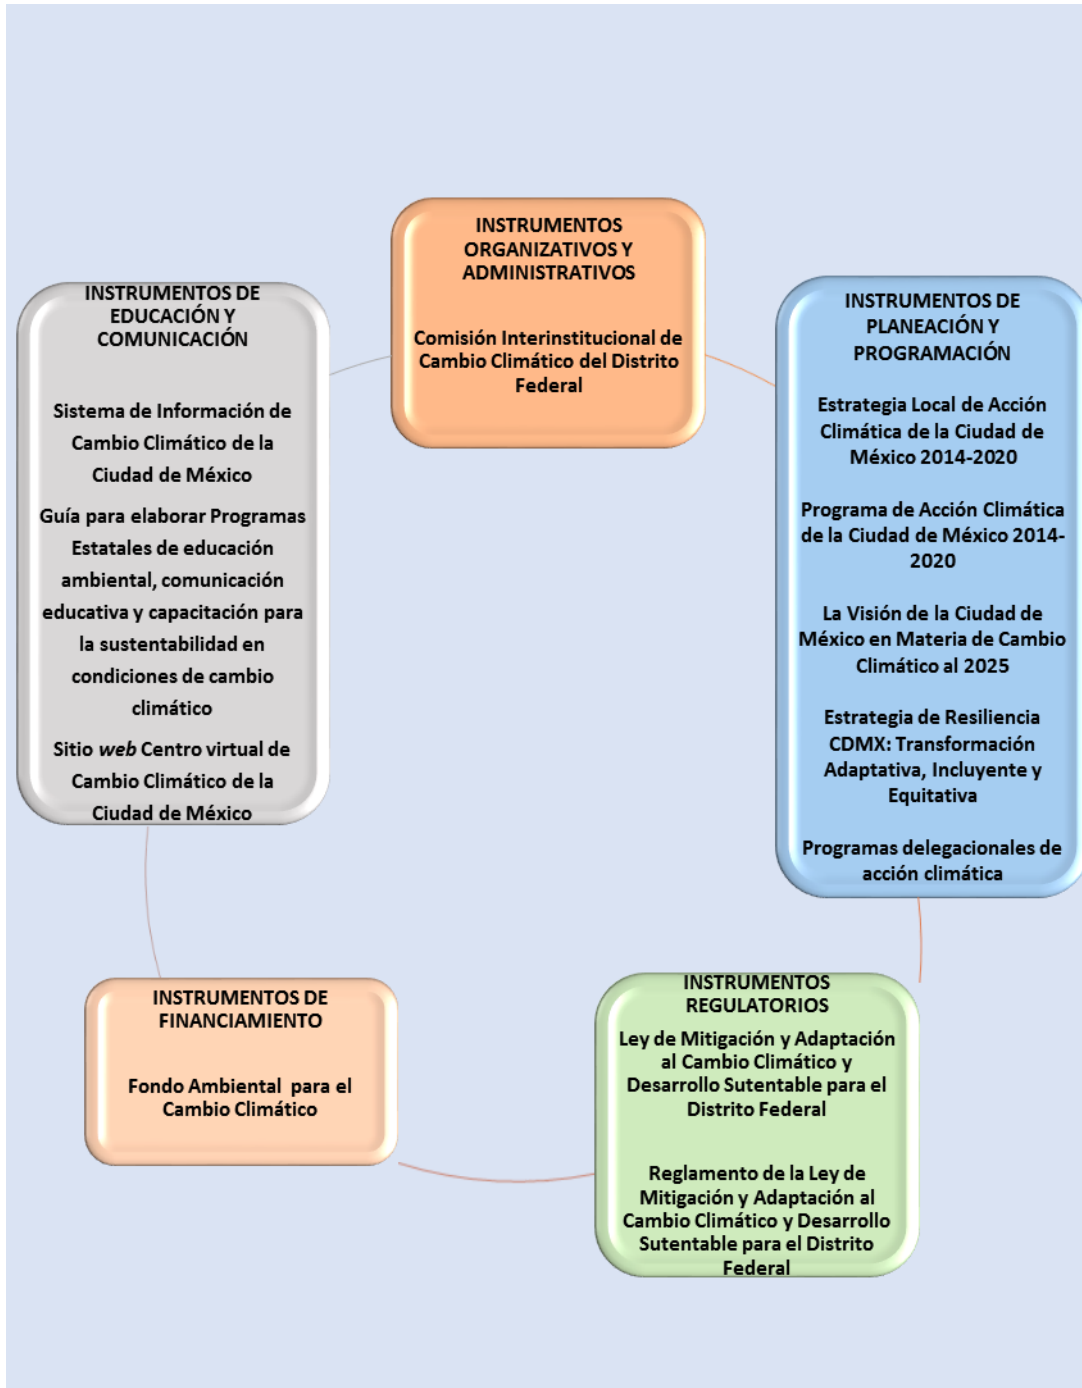 INSTRUMENTOS
ORGANIZATIVOS Y
ADMINISTRATIVOS
Comisión Interinstitucional de
Cambio Climático del Distrito
Federal
INSTRUMENTOS DE
PLANEACIÓN Y
PROGRAMACIÓN
Estrategia Local de Acción
Climática de la Ciudad de
México 2014-2020
Programa de Acción Climática
de la Ciudad de México 2014-
2020
La Visión de la Ciudad de
México en Materia de Cambio
Climático al 2025
Estrategia de Resiliencia
CDMX: Transformación
Adaptativa, Incluyente y
Equitativa
Programas delegacionales de
acción climática
INSTRUMENTOS
REGULATORIOS
Ley de Mitigación y Adaptación
al Cambio Climático y
Desarrollo Sutentable para el
Distrito Federal
Reglamento de la Ley de
Mitigación y Adaptación al
Cambio Climático y Desarrollo
Sutentable para el Distrito
Federal
INSTRUMENTOS DE
FINANCIAMIENTO
Fondo Ambiental para el
Cambio Climático
INSTRUMENTOS DE
EDUCACIÓN Y
COMUNICACIÓN
Sistema de Información de
Cambio Climático de la
Ciudad de México
Guía para elaborar Programas
Estatales de educación
ambiental, comunicación
educativa y capacitación para
la sustentabilidad en
condiciones de cambio
climático
Sitio web Centro virtual de
Cambio Climático de la
Ciudad de México